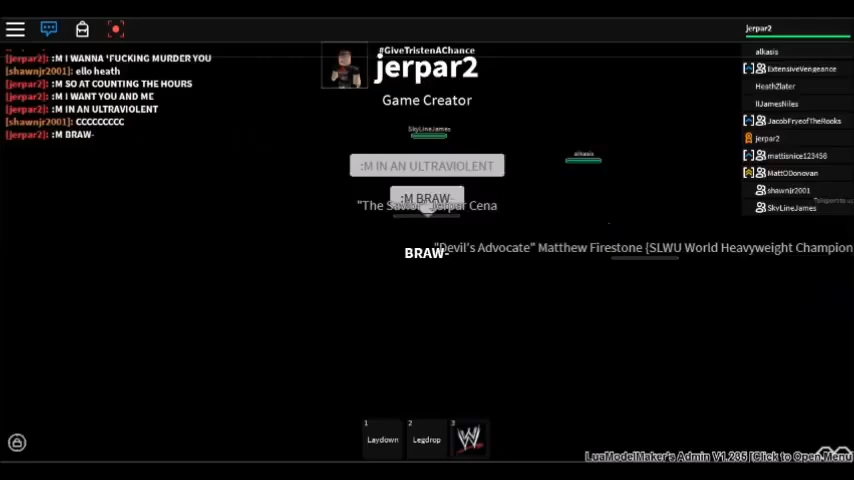 [jerpar2]: :M I WANNA 'FUCKING MURDER YOU
[shawnjr2001]: ello heath
[jerpar2]: :M SO AT COUNTING THE HOURS
[jerpar2]: :M I WANT YOU AND ME
[jerpar2]: :M IN AN ULTRAVIOLENT
[shawnjr2001]: CCCCCCCCC
[jerpar2]: :M BRAW-
#GiveTristenAChance
jerpar2
Game Creator
SkyLineJames
alkasis
:M IN AN ULTRAVIOLENT
:M BRAW-
"The Savior" Cena
BRAW-
"Devil's Advocate" Matthew Firestone {SLWU World Heavyweight Champion
jerpar2
alkasis
ExtensiveVengeance
HeathZlater
IIJamesNiles
JacobFryeofTheRooks
jerpar2
mattisnice123456
MattODonovan
shawnjr2001
SkyLineJames
1
Laydown
2
Legdrop
3
W
LuaModelMaker's Admin V1.205 [Click to Open Menu